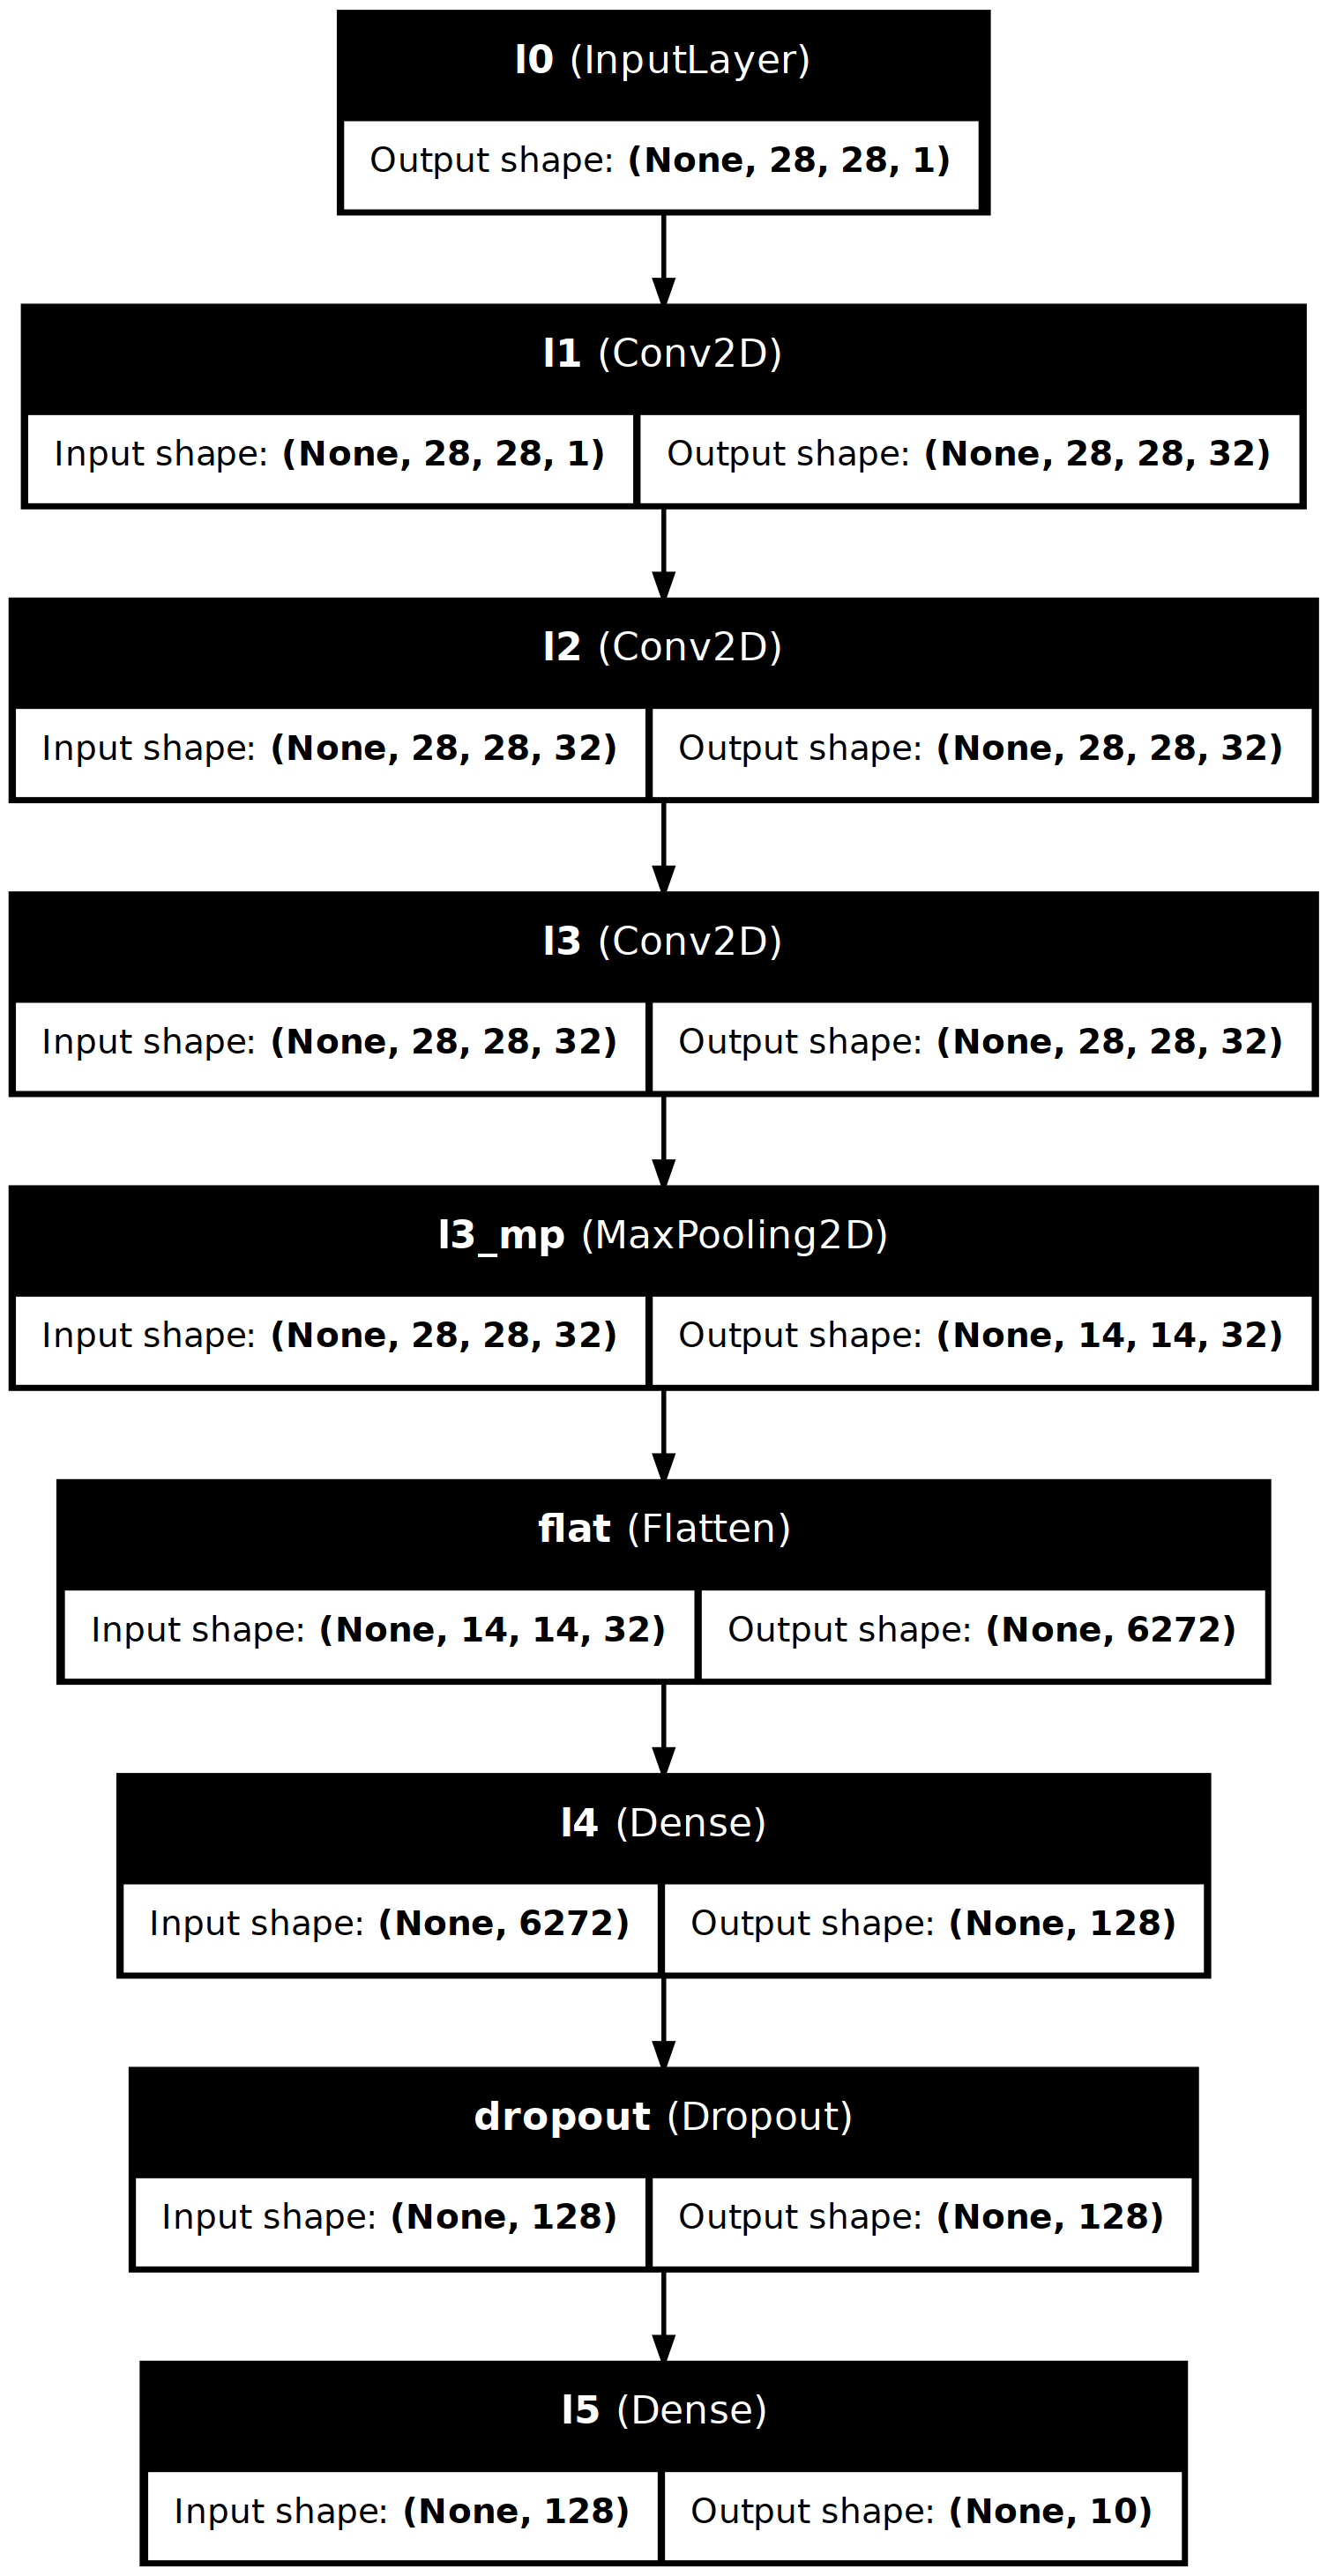 l0 (InputLayer)
Output shape: (None, 28, 28, 1)
l1 (Conv2D)
Input shape: (None, 28, 28, 1) Output shape: (None, 28, 28, 32)
l2 (Conv2D)
Input shape: (None, 28, 28, 32) Output shape: (None, 28, 28, 32)
l3 (Conv2D)
Input shape: (None, 28, 28, 32) Output shape: (None, 28, 28, 32)
l3_mp (MaxPooling2D)
Input shape: (None, 28, 28, 32) Output shape: (None, 14, 14, 32)
flat (Flatten)
Input shape: (None, 14, 14, 32) Output shape: (None, 6272)
l4 (Dense)
Input shape: (None, 6272) Output shape: (None, 128)
dropout (Dropout)
Input shape: (None, 128) Output shape: (None, 128)
l5 (Dense)
Input shape: (None, 128) Output shape: (None, 10)